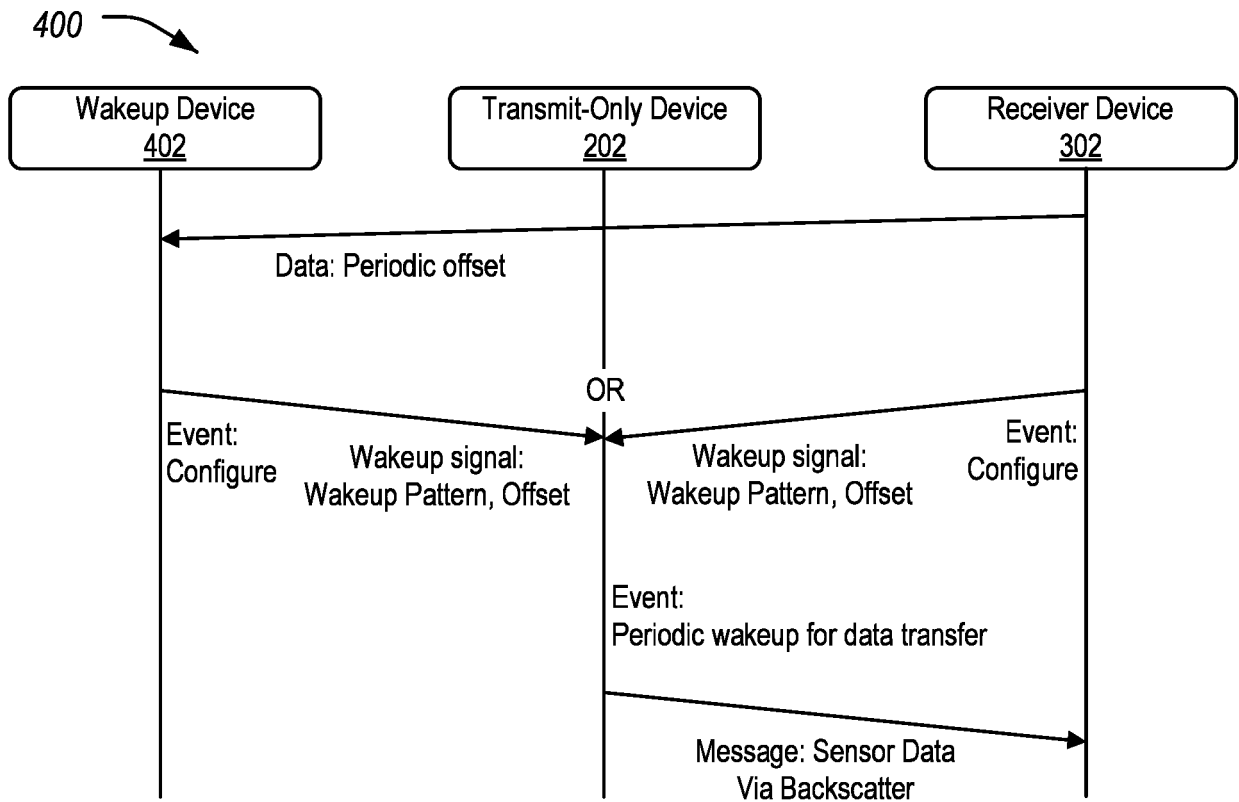 400
Wakeup Device
402
Transmit-Only Device
202
Receiver Device
302
Data: Periodic offset
OR
Event:
Configure
Wakeup signal:
Wakeup Pattern, Offset
Wakeup signal:
Wakeup Pattern, Offset
Event:
Configure
Event:
Periodic wakeup for data transfer
Message: Sensor Data
Via Backscatter